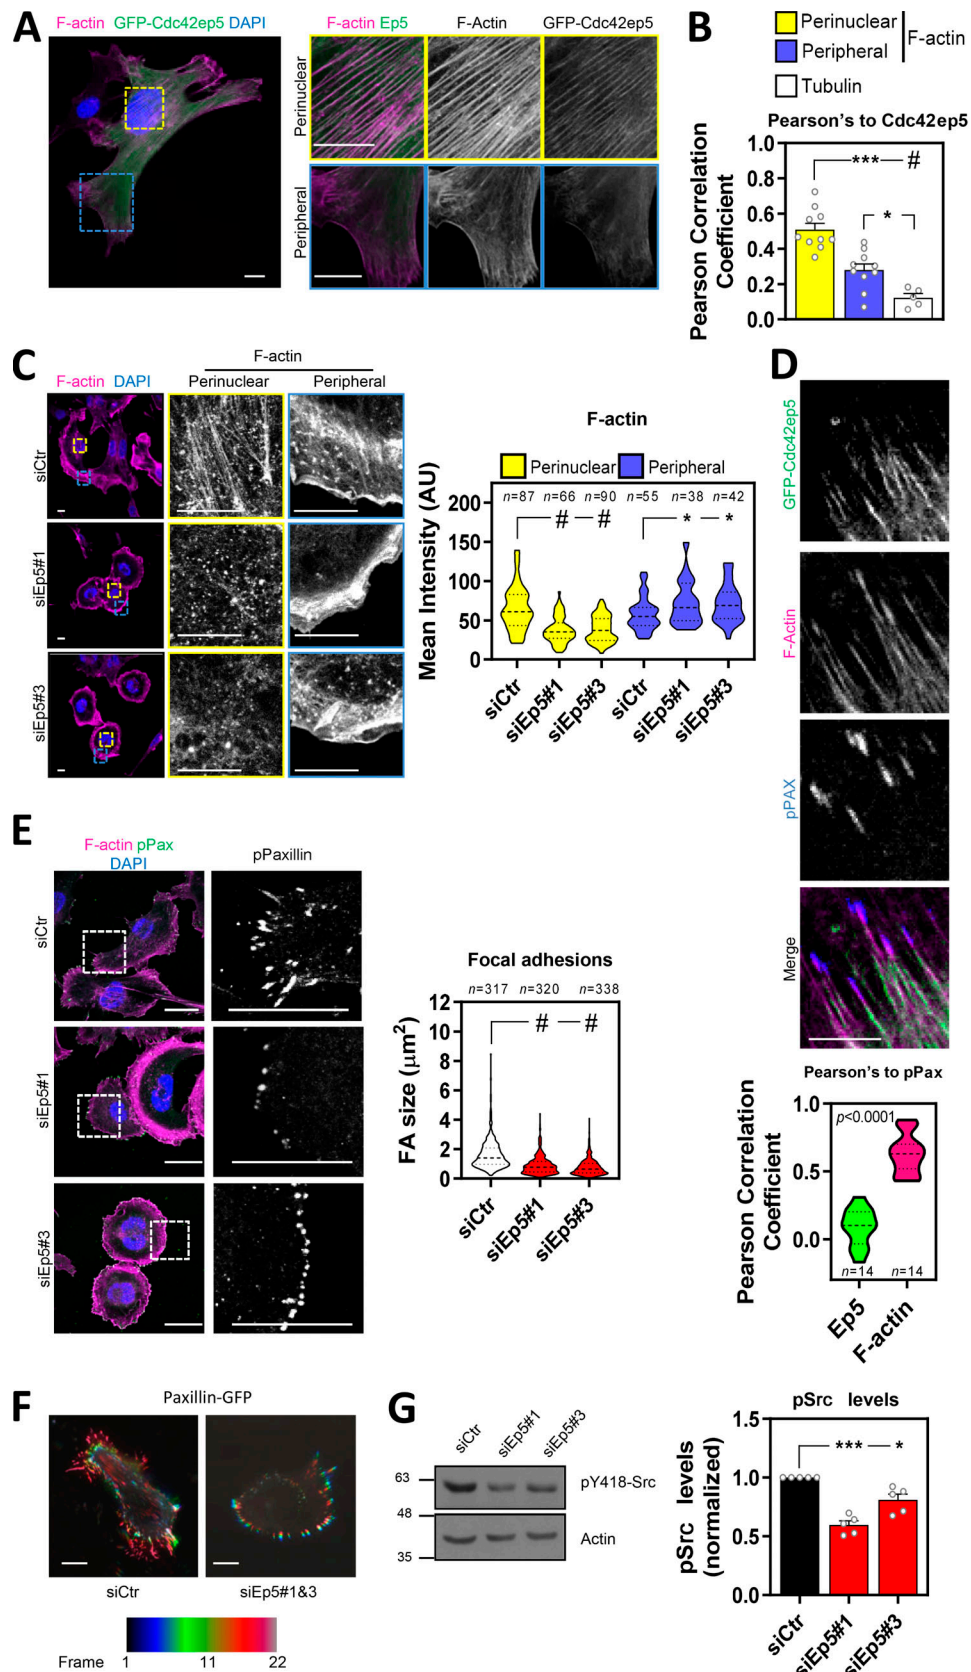 A
F-actin GFP-Cdc42ep5 DAPI
F-actin Ep5
F-Actin
GFP-Cdc42ep5
Perinuclear
Peripheral
B
Perinuclear
Peripheral
F-actin
Tubulin
Pearson's to Cdc42ep5
Pearson Correlation
Coefficient
1.0
0.8
0.6
0.4
0.2
0.0
*** #
*
C
F-actin DAPI
F-actin
Perinuclear
Peripheral
siCtr
siEp5#1
siEp5#3
F-actin
Perinuclear
Peripheral
Mean Intensity (AU)
200
150
100
50
0
n=87 n=66 n=90 n=55 n=38 n=42
# # * *
siCtr
siEp5#1
siEp5#3
siCtr
siEp5#1
siEp5#3
D
GFP-Cdc42ep5
F-Actin
pPAX
Merge
Pearson's to pPax
Pearson Correlation
Coefficient
1.0
0.5
0.0
p<0.0001
n=14
n=14
Ep5
F-actin
E
F-actin pPax
DAPI
pPaxillin
siCtr
siEp5#1
siEp5#3
Focal adhesions
n=317 n=320 n=338
FA size (μm²)
12
10
8
6
4
2
0
# #
siCtr
siEp5#1
siEp5#3
F
Paxillin-GFP
siCtr
siEp5#1&3
Frame 1 11 22
G
siCtr
siEp5#1
siEp5#3
63
48
35
pY418-Src
Actin
pSrc levels
pSrc levels
(normalized)
1.5
1.0
0.5
0.0
*** *
siCtr
siEp5#1
siEp5#3